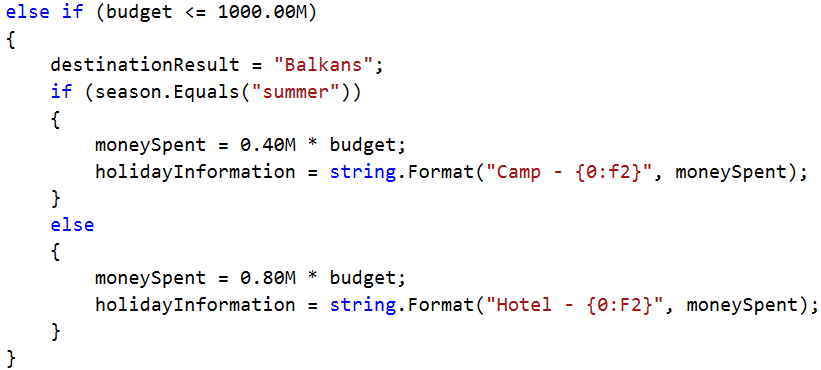 else if (budget <= 1000.00M)
{
    destinationResult = "Balkans";
    if (season.Equals("summer"))
    {
        moneySpent = 0.40M * budget;
        holidayInformation = string.Format("Camp - {0:f2}", moneySpent);
    }
    else
    {
        moneySpent = 0.80M * budget;
        holidayInformation = string.Format("Hotel - {0:F2}", moneySpent);
    }
}